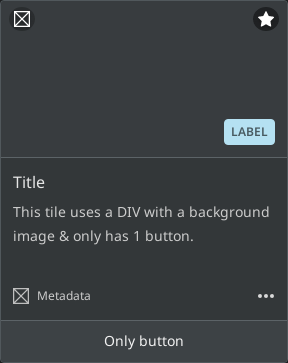 LABEL
Title
This tile uses a DIV with a background
image & only has 1 button.
Metadata
Only button